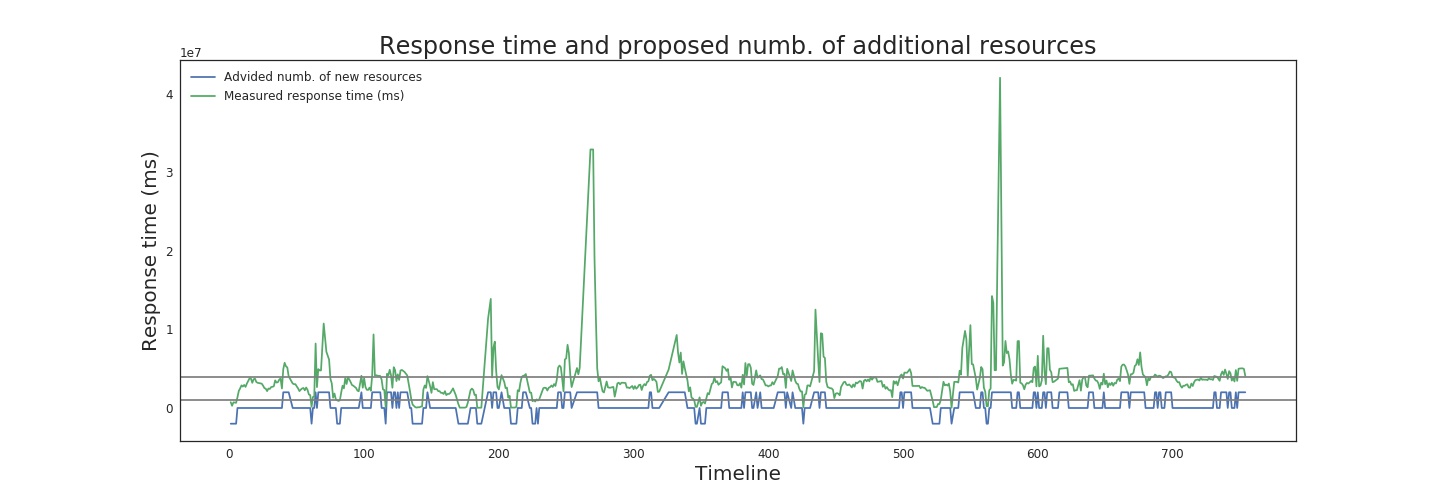 Response time and proposed numb. of additional resources
1e7
Advided numb. of new resources
Measured response time (ms)
4
3
2
1
0
Response time (ms)
0 100 200 300 400 500 600 700
Timeline